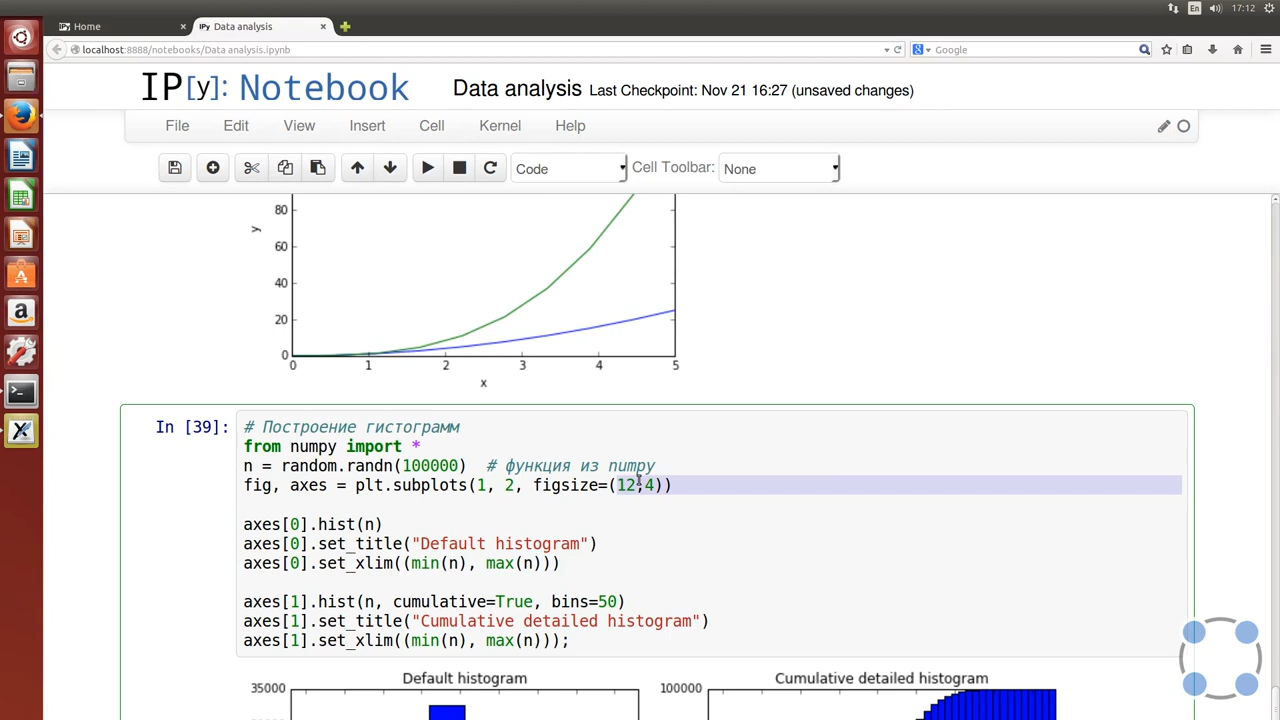 En 17:12
IP[y]: Home × IP[y]: Data analysis ×
localhost:8888/notebooks/Data analysis.ipynb
Google
IP[y]: Notebook Data analysis Last Checkpoint: Nov 21 16:27 (unsaved changes)
File Edit View Insert Cell Kernel Help
Code Cell Toolbar: None
80
60
40
20
0
y
0 1 2 3 4 5
x
In [39]:
# Построение гистограмм
from numpy import *
n = random.randn(100000)  # функция из numpy
fig, axes = plt.subplots(1, 2, figsize=(12,4))
axes[0].hist(n)
axes[0].set_title("Default histogram")
axes[0].set_xlim((min(n), max(n)))
axes[1].hist(n, cumulative=True, bins=50)
axes[1].set_title("Cumulative detailed histogram")
axes[1].set_xlim((min(n), max(n)));
Default histogram
35000
Cumulative detailed histogram
100000